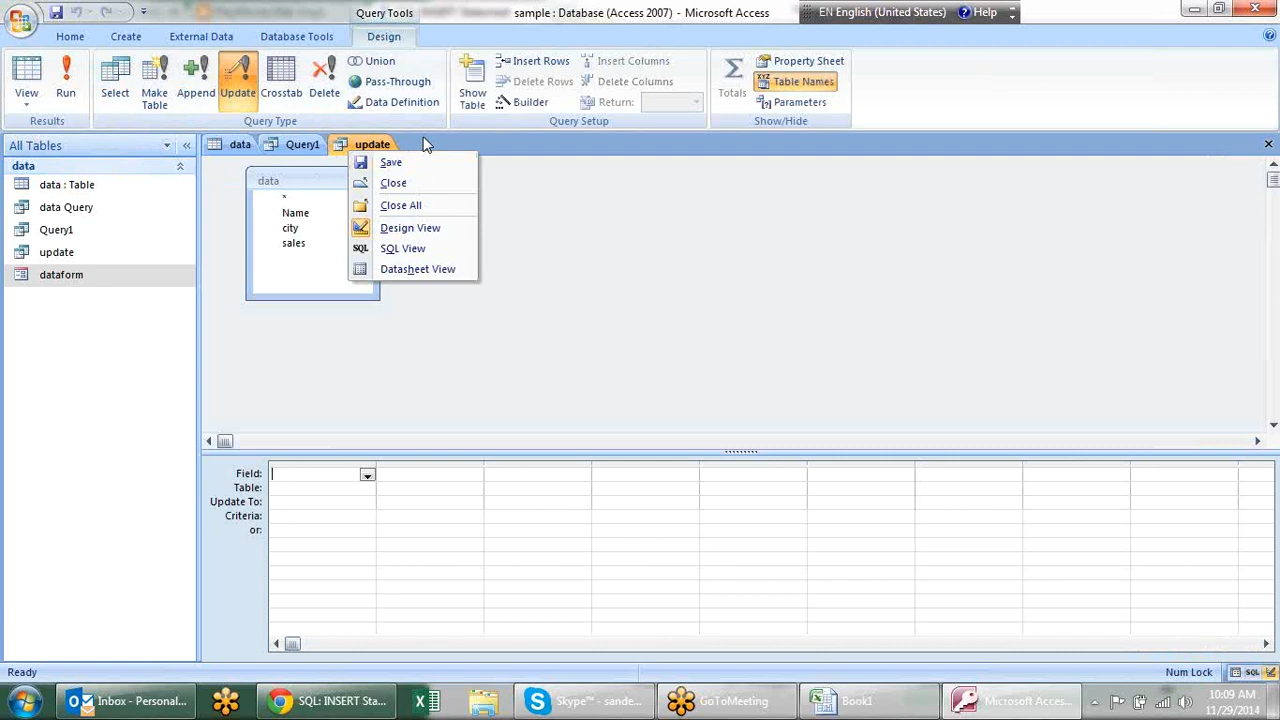 Query Tools
sample : Database (Access 2007) - Microsoft Access
EN English (United States)
Help
Home
Create
External Data
Database Tools
Design
View
Run
Select
Make Table
Append
Update
Crosstab
Delete
Union
Pass-Through
Data Definition
Show Table
Insert Rows
Delete Rows
Builder
Insert Columns
Delete Columns
Return:
Totals
Property Sheet
Table Names
Parameters
Results
Query Type
Query Setup
Show/Hide
All Tables
data
Query1
update
data
data : Table
data Query
Query1
update
dataform
data
*
Name
city
sales
Save
Close
Close All
Design View
SQL SQL View
Datasheet View
Field:
Table:
Update To:
Criteria:
or:
Ready
Num Lock
SQL
Inbox - Personal...
SQL: INSERT Sta...
Skype™ - sande...
GoToMeeting
Book1
Microsoft Acces...
10:09 AM
11/29/2014